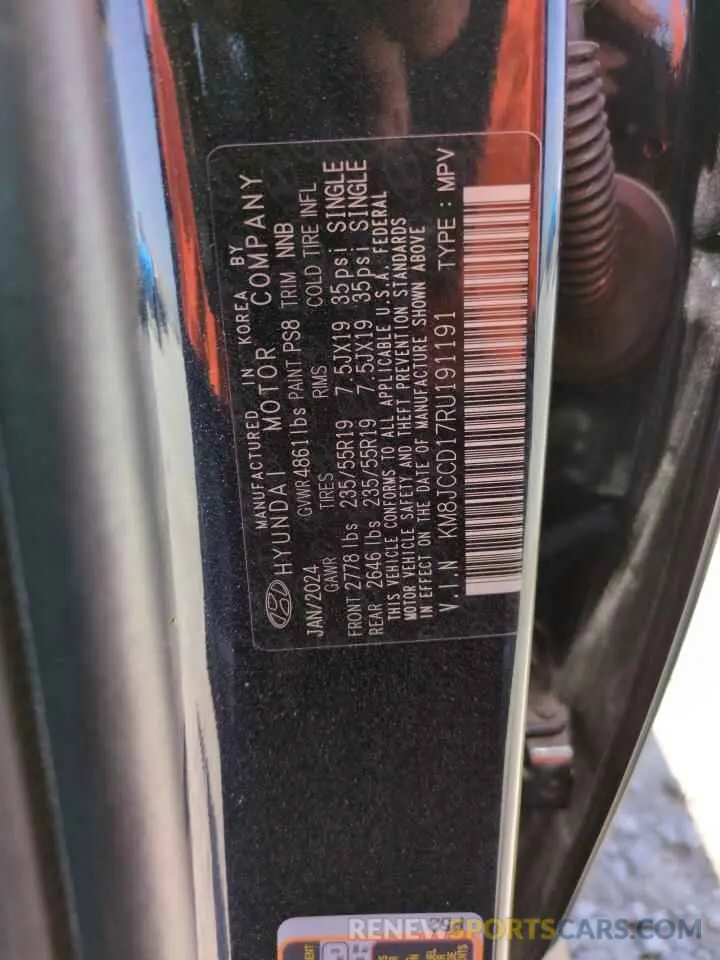 MANUFACTURED IN KOREA BY
HYUNDAI MOTOR COMPANY
JAN/2024 GVWR 4861 lbs PAINT PS8 TRIM NNB
GAWR TIRES RIMS COLD TIRE INFL
FRONT 2778 lbs 235/55R19 7.5JX19 35psi SINGLE
REAR 2646 lbs 235/55R19 7.5JX19 35psi SINGLE
THIS VEHICLE CONFORMS TO ALL APPLICABLE U.S.A. FEDERAL
MOTOR VEHICLE SAFETY AND THEFT PREVENTION STANDARDS
IN EFFECT ON THE DATE OF MANUFACTURE SHOWN ABOVE
V.I.N KM8JCCD17RU191191 TYPE : MPV
RENEWSPORTSCARS.COM